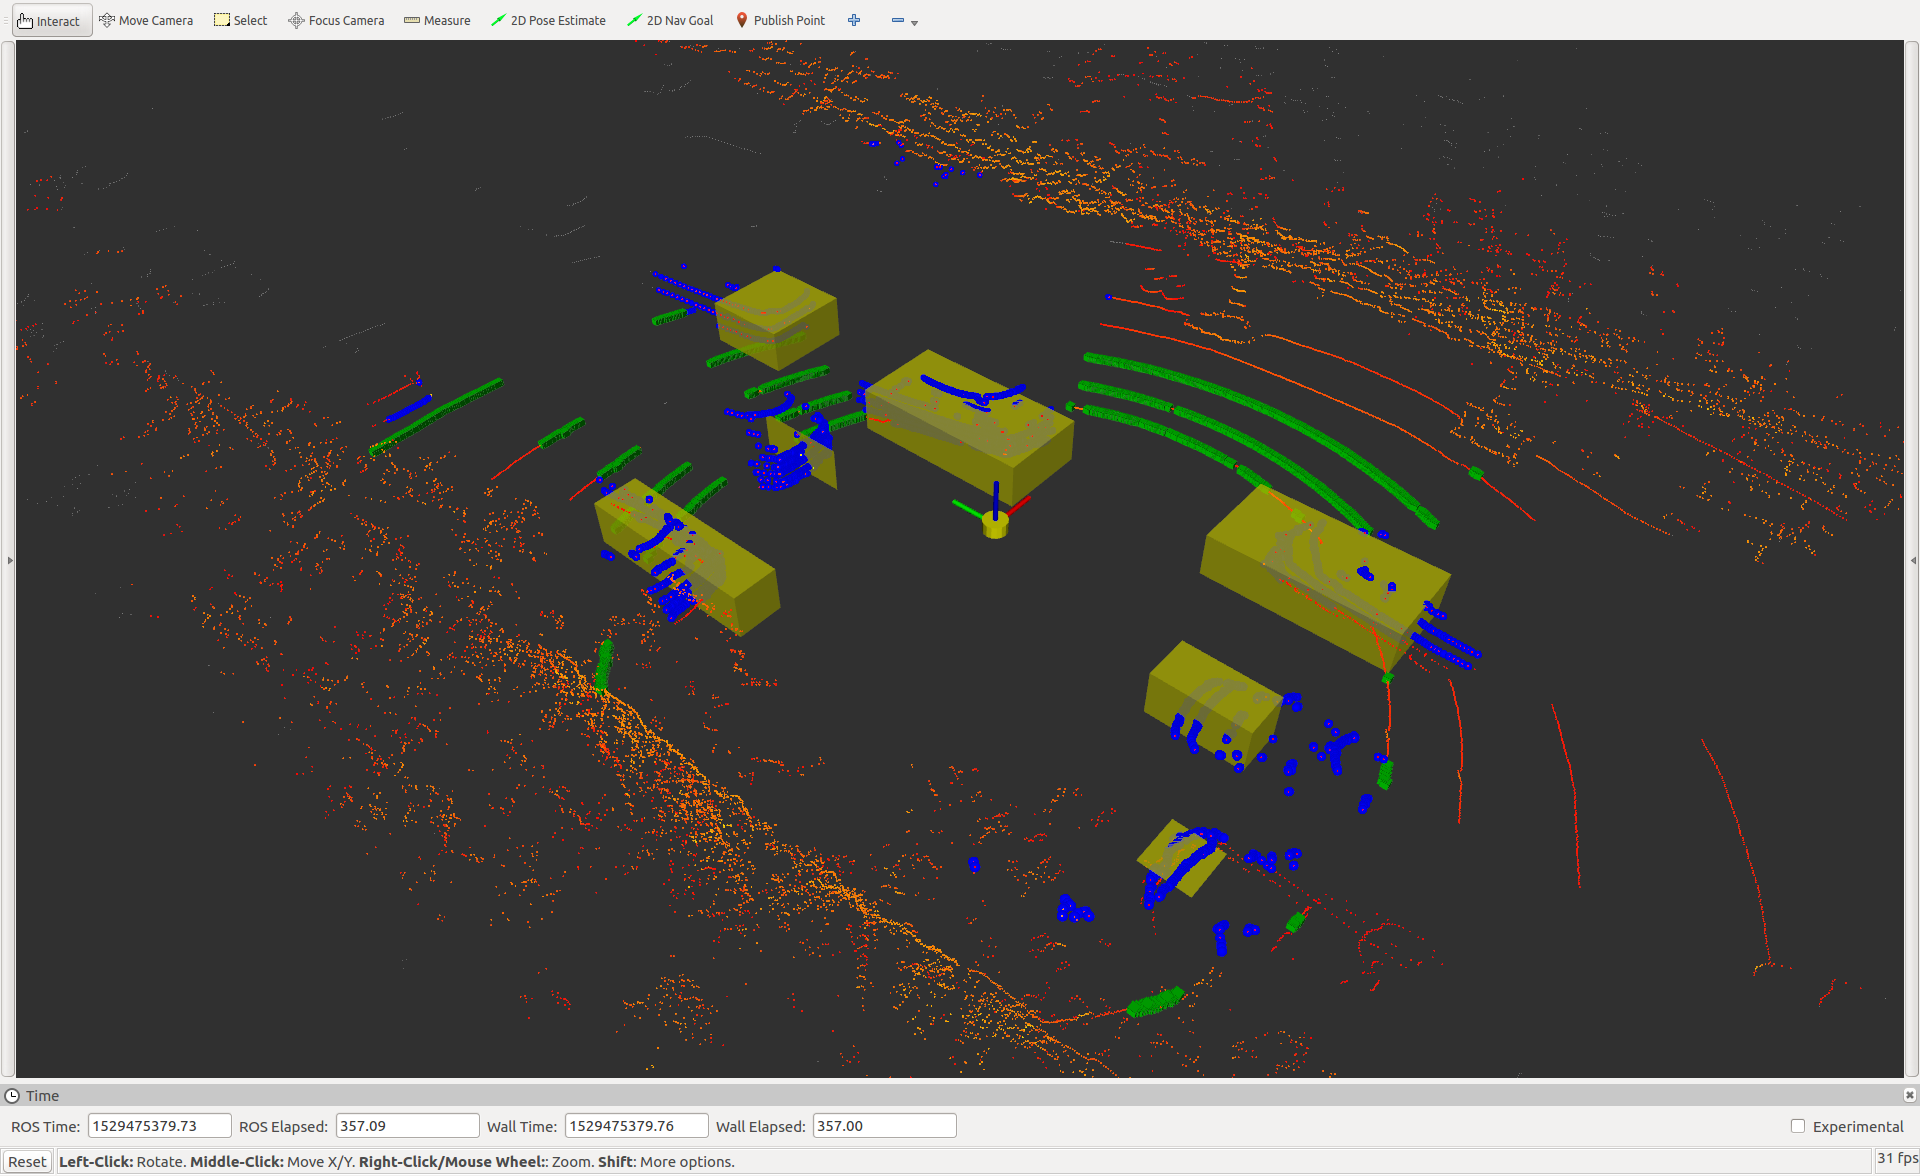 Interact Move Camera Select Focus Camera Measure 2D Pose Estimate 2D Nav Goal Publish Point
Time
ROS Time: 1529475379.73 ROS Elapsed: 357.09 Wall Time: 1529475379.76 Wall Elapsed: 357.00 Experimental
Reset Left-Click: Rotate. Middle-Click: Move X/Y. Right-Click/Mouse Wheel:: Zoom. Shift: More options. 31 fps